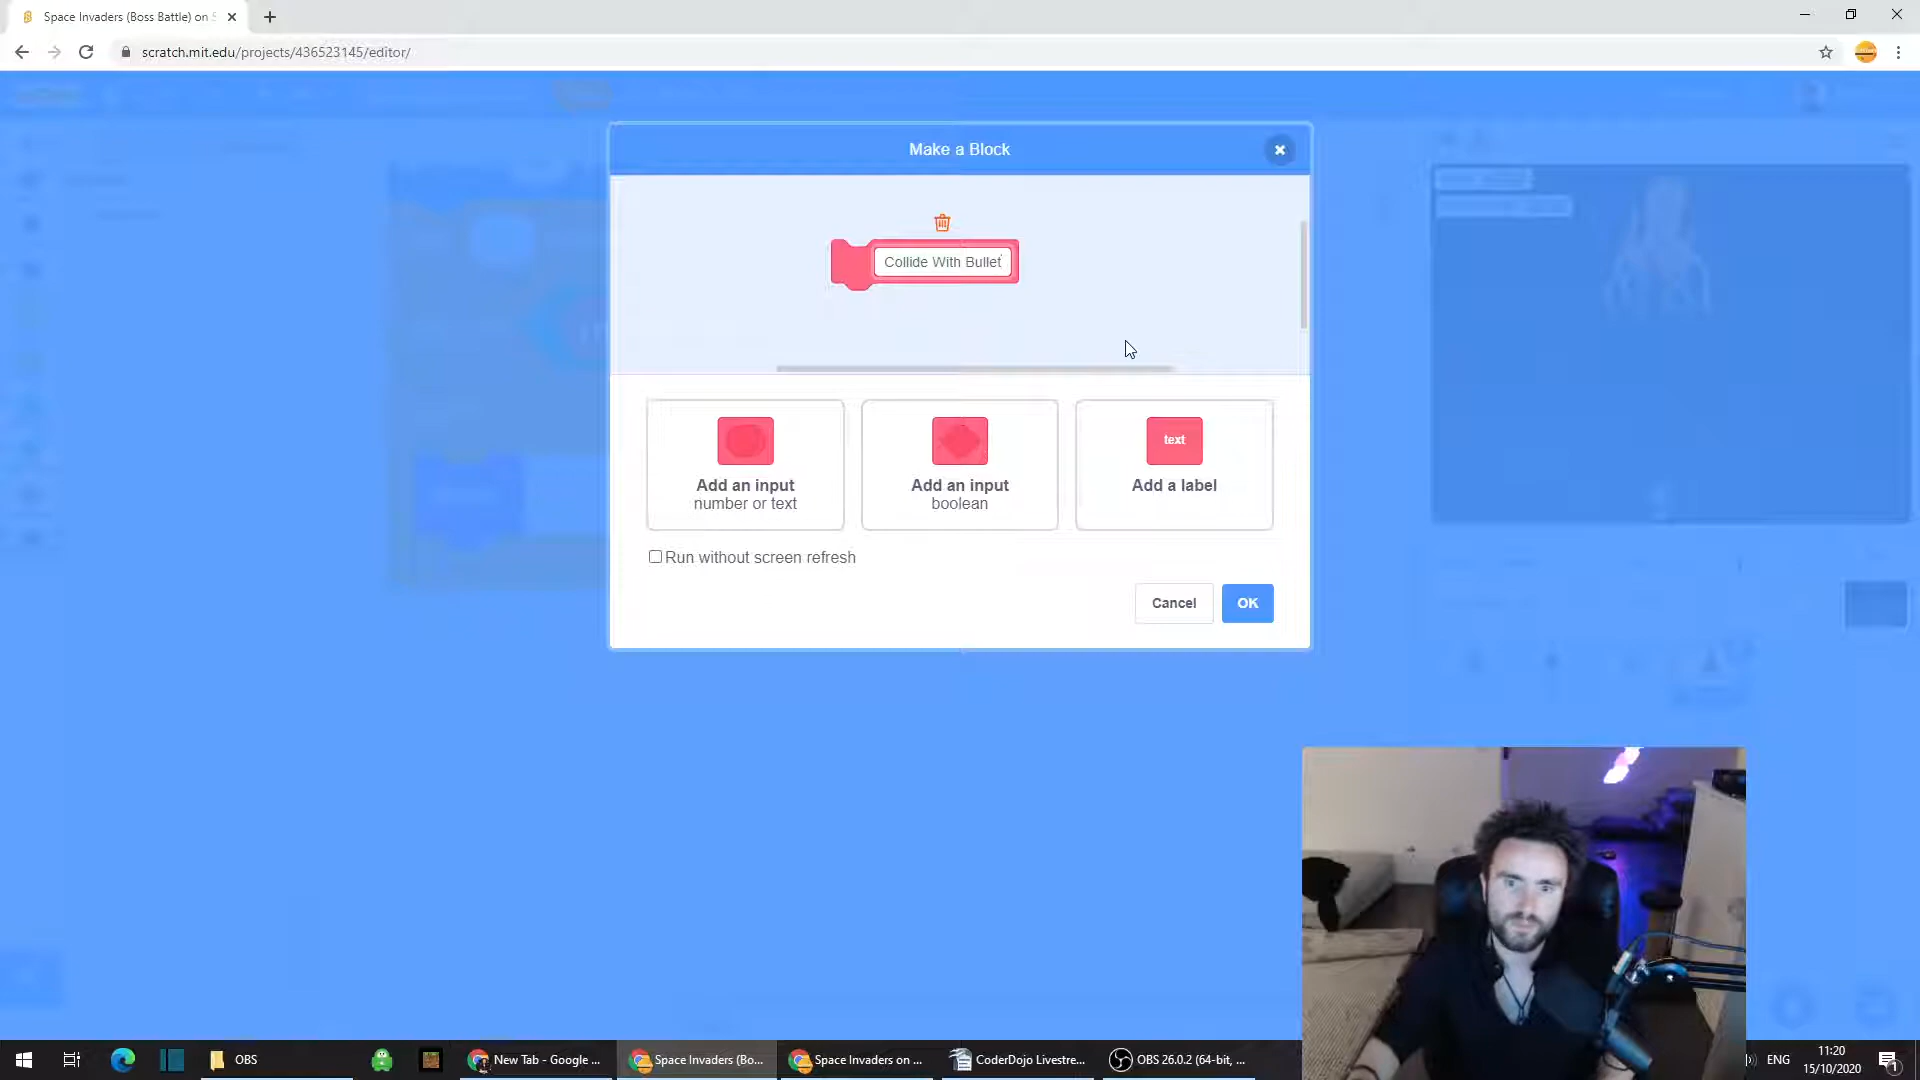 Space Invaders (Boss Battle) on S
scratch.mit.edu/projects/436523145/editor/
Make a Block
Collide With Bullet
text
Add an input
number or text
Add an input
boolean
Add a label
Run without screen refresh
Cancel
OK
OBS
New Tab - Google ...
Space Invaders (Bo...
Space Invaders on ...
CoderDojo Livestre...
OBS 26.0.2 (64-bit, ...
ENG
11:20
15/10/2020
1